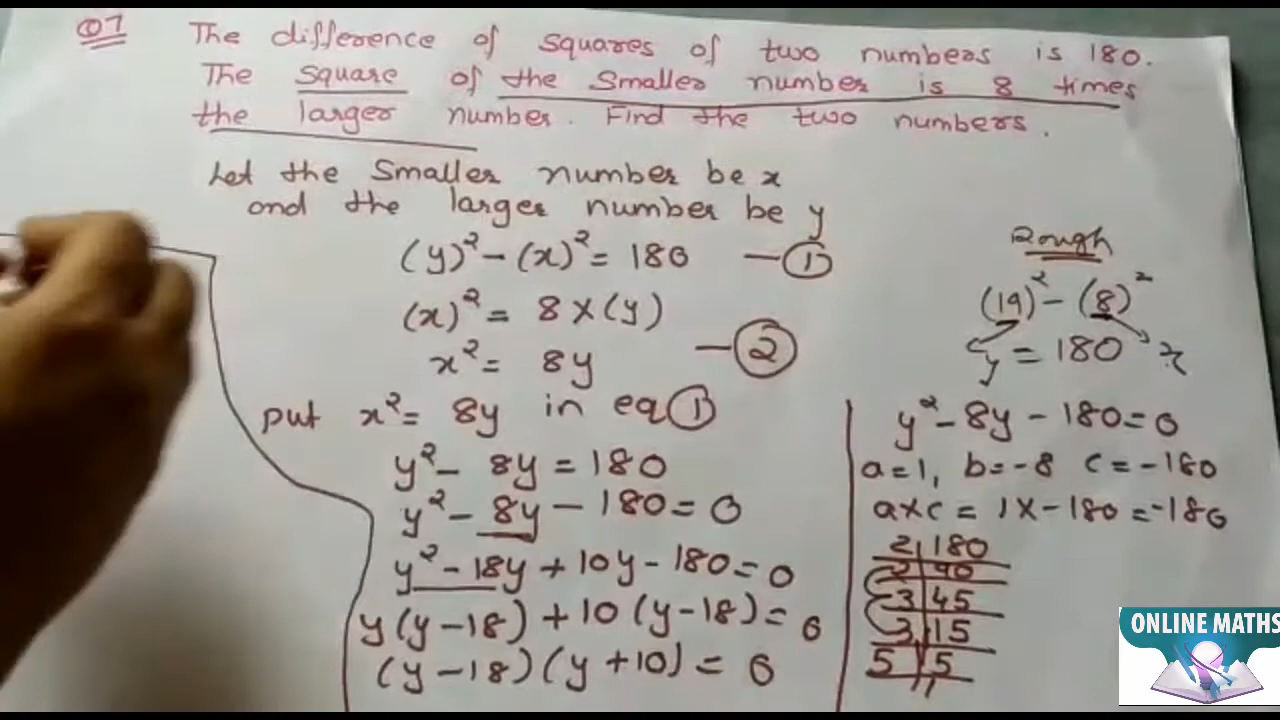 Q7 The difference of squares of two numbers is 180.
The square of the smaller number is 8 times
the larger number. Find the two numbers.
Let the smaller number be x
and the larger number be y
(y)² - (x)² = 180 — ①
(x)² = 8 × (y)
x² = 8y — ②
put x² = 8y in eq ①
y² - 8y = 180
y² - 8y - 180 = 0
y² - 18y + 10y - 180 = 0
y(y - 18) + 10(y - 18) = 0
(y - 18)(y + 10) = 0
Rough
(19)² - (8)²
y = 180 x
y² - 8y - 180 = 0
a = 1, b = -8 c = -180
a×c = 1 × -180 = -180
2 | 180
2 | 90
3 | 45
3 | 15
5 | 5
1
ONLINE MATHS